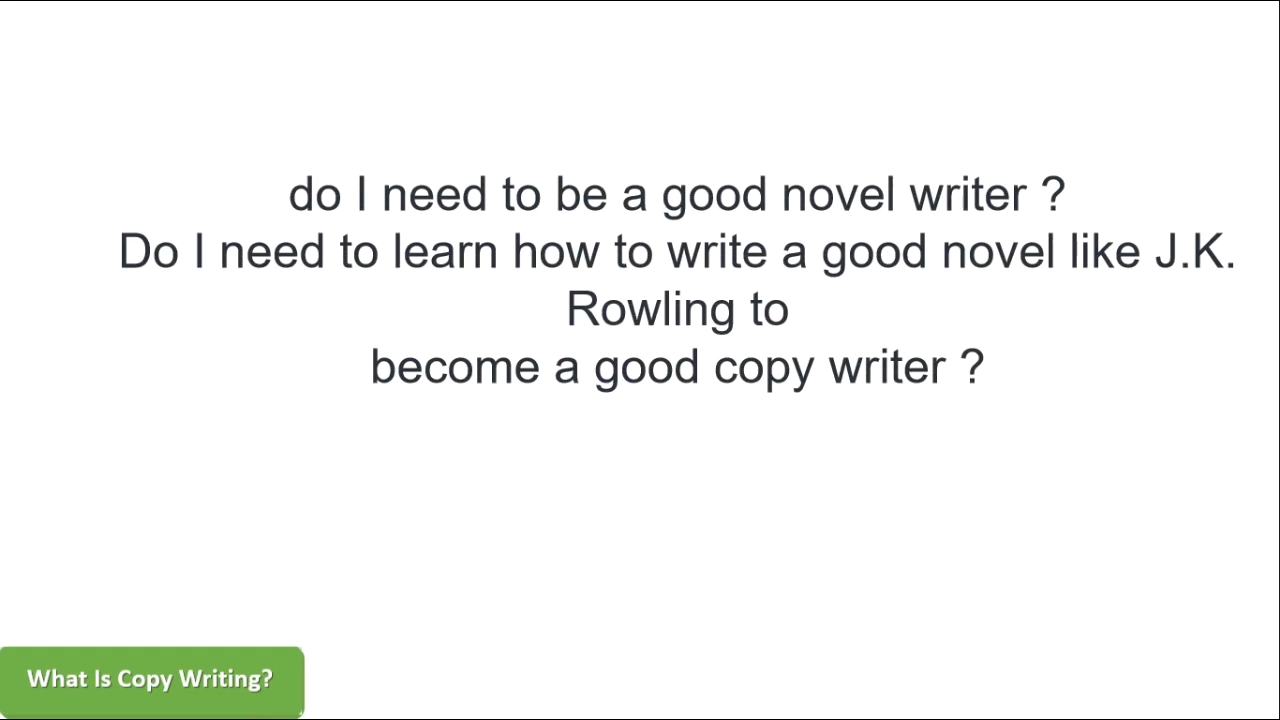 do I need to be a good novel writer ?
Do I need to learn how to write a good novel like J.K.
Rowling to
become a good copy writer ?
What Is Copy Writing?